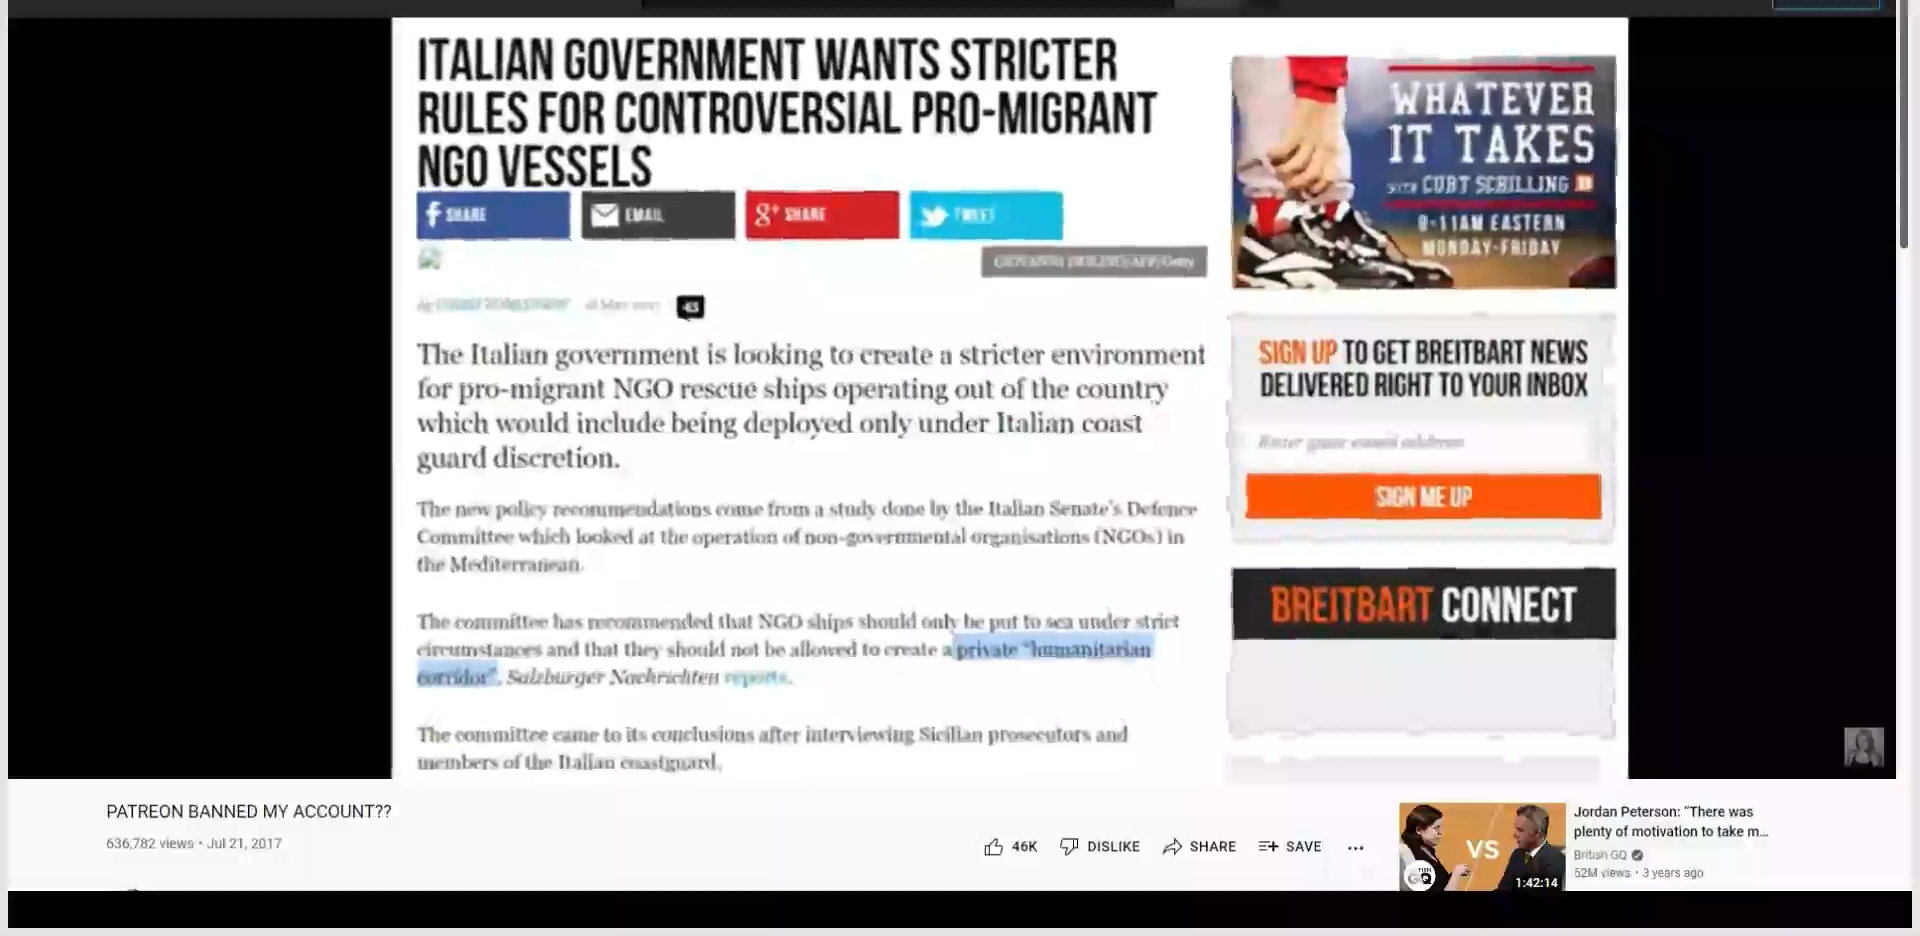 ITALIAN GOVERNMENT WANTS STRICTER
RULES FOR CONTROVERSIAL PRO-MIGRANT
NGO VESSELS
SHARE
EMAIL
g+ SHARE
TWEET
The Italian government is looking to create a stricter environment
for pro-migrant NGO rescue ships operating out of the country
which would include being deployed only under Italian coast
guard discretion.
The new policy recommendations come from a study done by the Italian Senate's Defence
Committee which looked at the operation of non-governmental organisations (NGOs) in
the Mediterranean.
The committee has recommended that NGO ships should only be put to sea under strict
circumstances and that they should not be allowed to create a private "humanitarian
corridor", Salzburger Nachrichten reports.
The committee came to its conclusions after interviewing Sicilian prosecutors and
members of the Italian coastguard.
WHATEVER
IT TAKES
WITH CURT SCHILLING B
9-11AM EASTERN
MONDAY-FRIDAY
SIGN UP TO GET BREITBART NEWS
DELIVERED RIGHT TO YOUR INBOX
Enter your email address
SIGN ME UP
BREITBART CONNECT
PATREON BANNED MY ACCOUNT??
636,782 views • Jul 21, 2017
46K DISLIKE SHARE SAVE
VS
GQ
1:42:14
Jordan Peterson: “There was
plenty of motivation to take m...
British GQ
52M views • 3 years ago